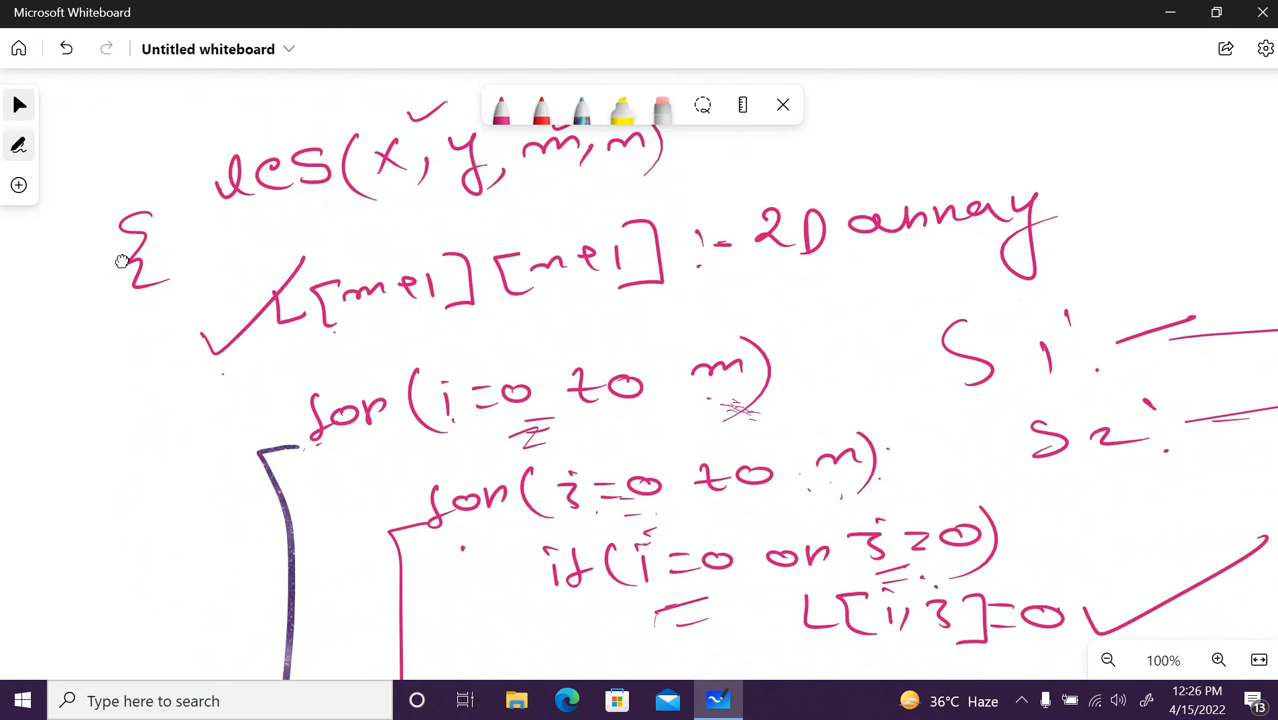 Microsoft Whiteboard
Untitled whiteboard
LCS(x, y, m, n)
{
L[m+1][n+1] :- 2D array
S1:
for(i=0 to m)
S2:
for(j=0 to n)
if(i=0 or j=0)
L[i,j]=0
100%
Type here to search
36°C Haze
12:26 PM
4/15/2022
13